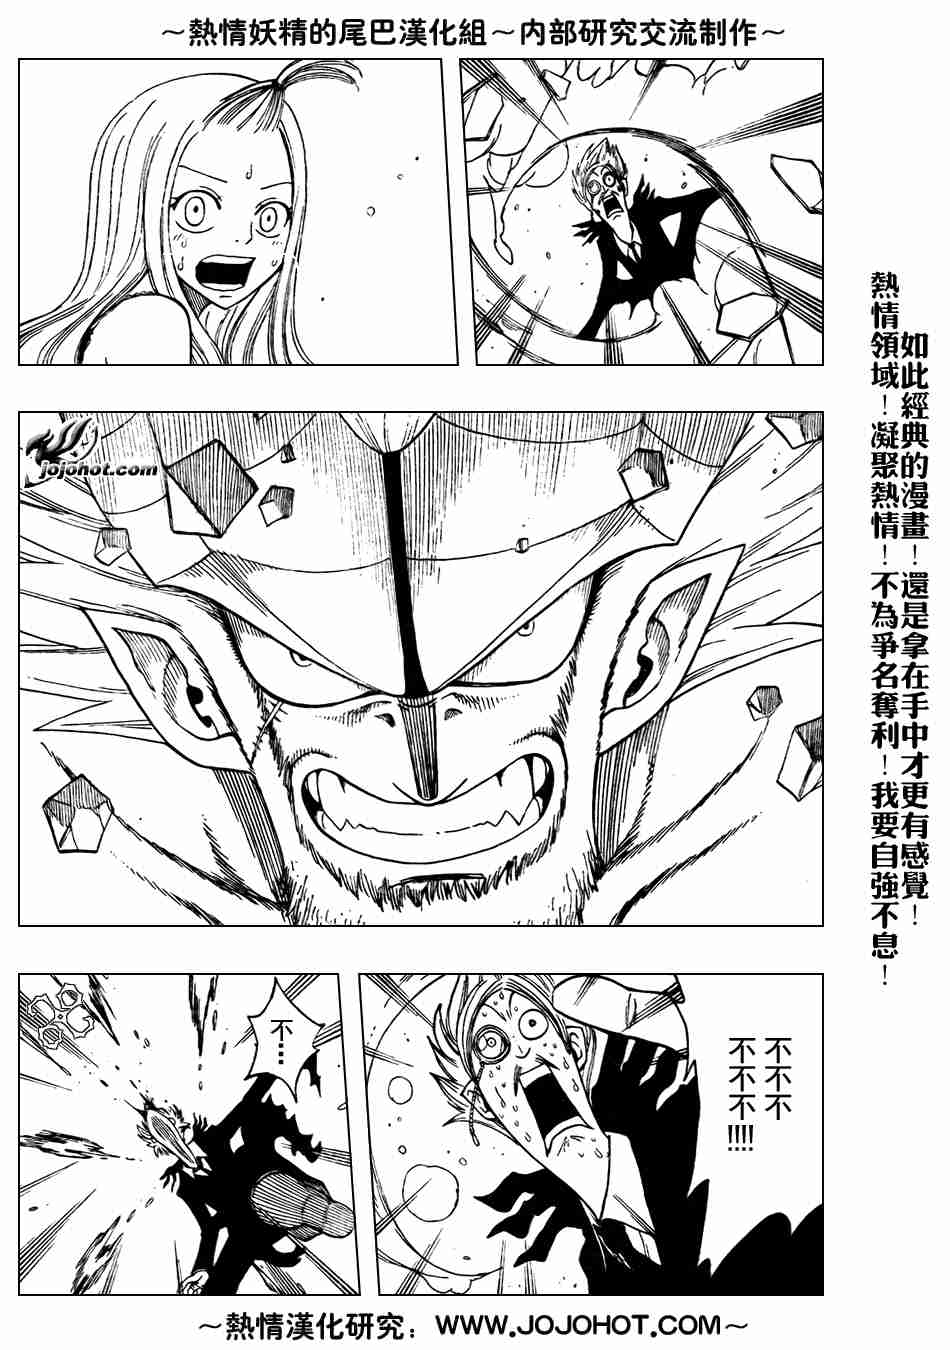 ～熱情妖精的尾巴漢化組～内部研究交流制作～
如此經典的漫畫！還是拿在手中才更有感覺！
熱情領域！凝聚熱情！不為爭名奪利！我要自強不息！
jojohot.com
不不不
不不不!!!!
不…
～熱情漢化研究：WWW.JOJOHOT.COM～